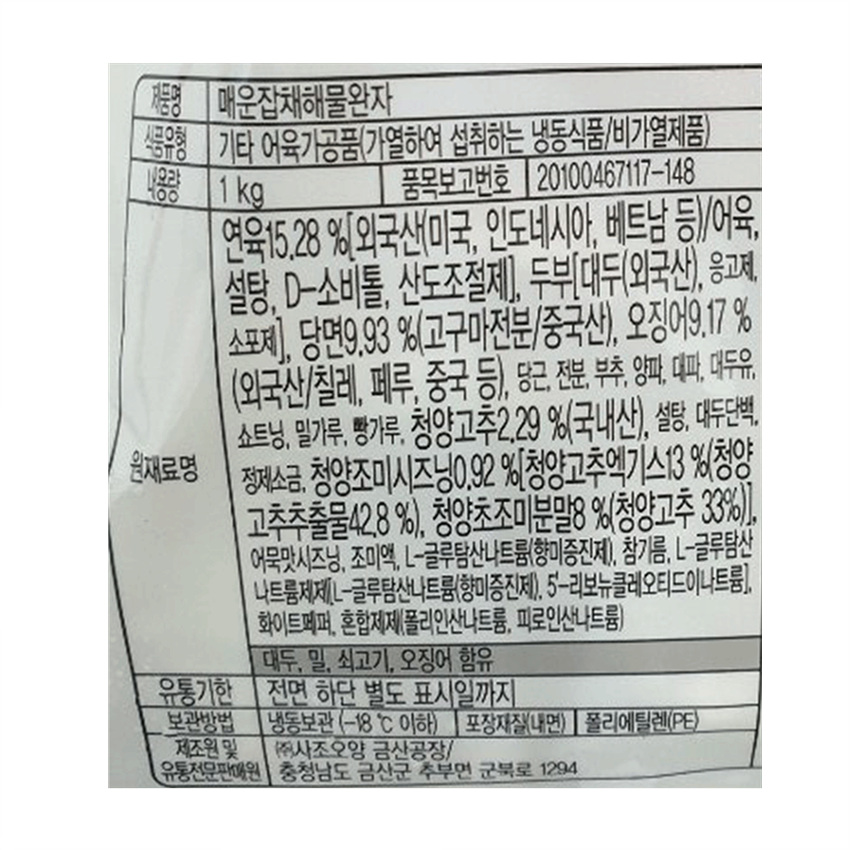 제품명 매운잡채해물완자
식품유형 기타 어육가공품(가열하여 섭취하는 냉동식품/비가열제품)
내용량 1 kg 품목보고번호 20100467117-148
원재료명
연육15.28 %[외국산(미국, 인도네시아, 베트남 등)/어육,
설탕, D-소비톨, 산도조절제], 두부[대두(외국산), 응고제,
소포제], 당면9.93 %(고구마전분/중국산), 오징어9.17 %
(외국산/칠레, 페루, 중국 등), 당근, 전분, 부추, 양파, 대파, 대두유,
쇼트닝, 밀가루, 빵가루, 청양고추2.29 %(국내산), 설탕, 대두단백,
정제소금, 청양조미시즈닝0.92 %[청양고추엑기스13 %(청양
고추추출물42.8 %), 청양초조미분말8 %(청양고추 33%)],
어묵맛시즈닝, 조미액, L-글루탐산나트륨(향미증진제), 참기름, L-글루탐산
나트륨제제[L-글루탐산나트륨(향미증진제), 5'-리보뉴클레오티드이나트륨],
화이트페퍼, 혼합제제(폴리인산나트륨, 피로인산나트륨)
대두, 밀, 쇠고기, 오징어 함유
유통기한 전면 하단 별도 표시일까지
보관방법 냉동보관 (-18 ℃ 이하) 포장재질(내면) 폴리에틸렌(PE)
제조원 및 ㈜사조오양 금산공장/
유통전문판매원 충청남도 금산군 추부면 군북로 1294